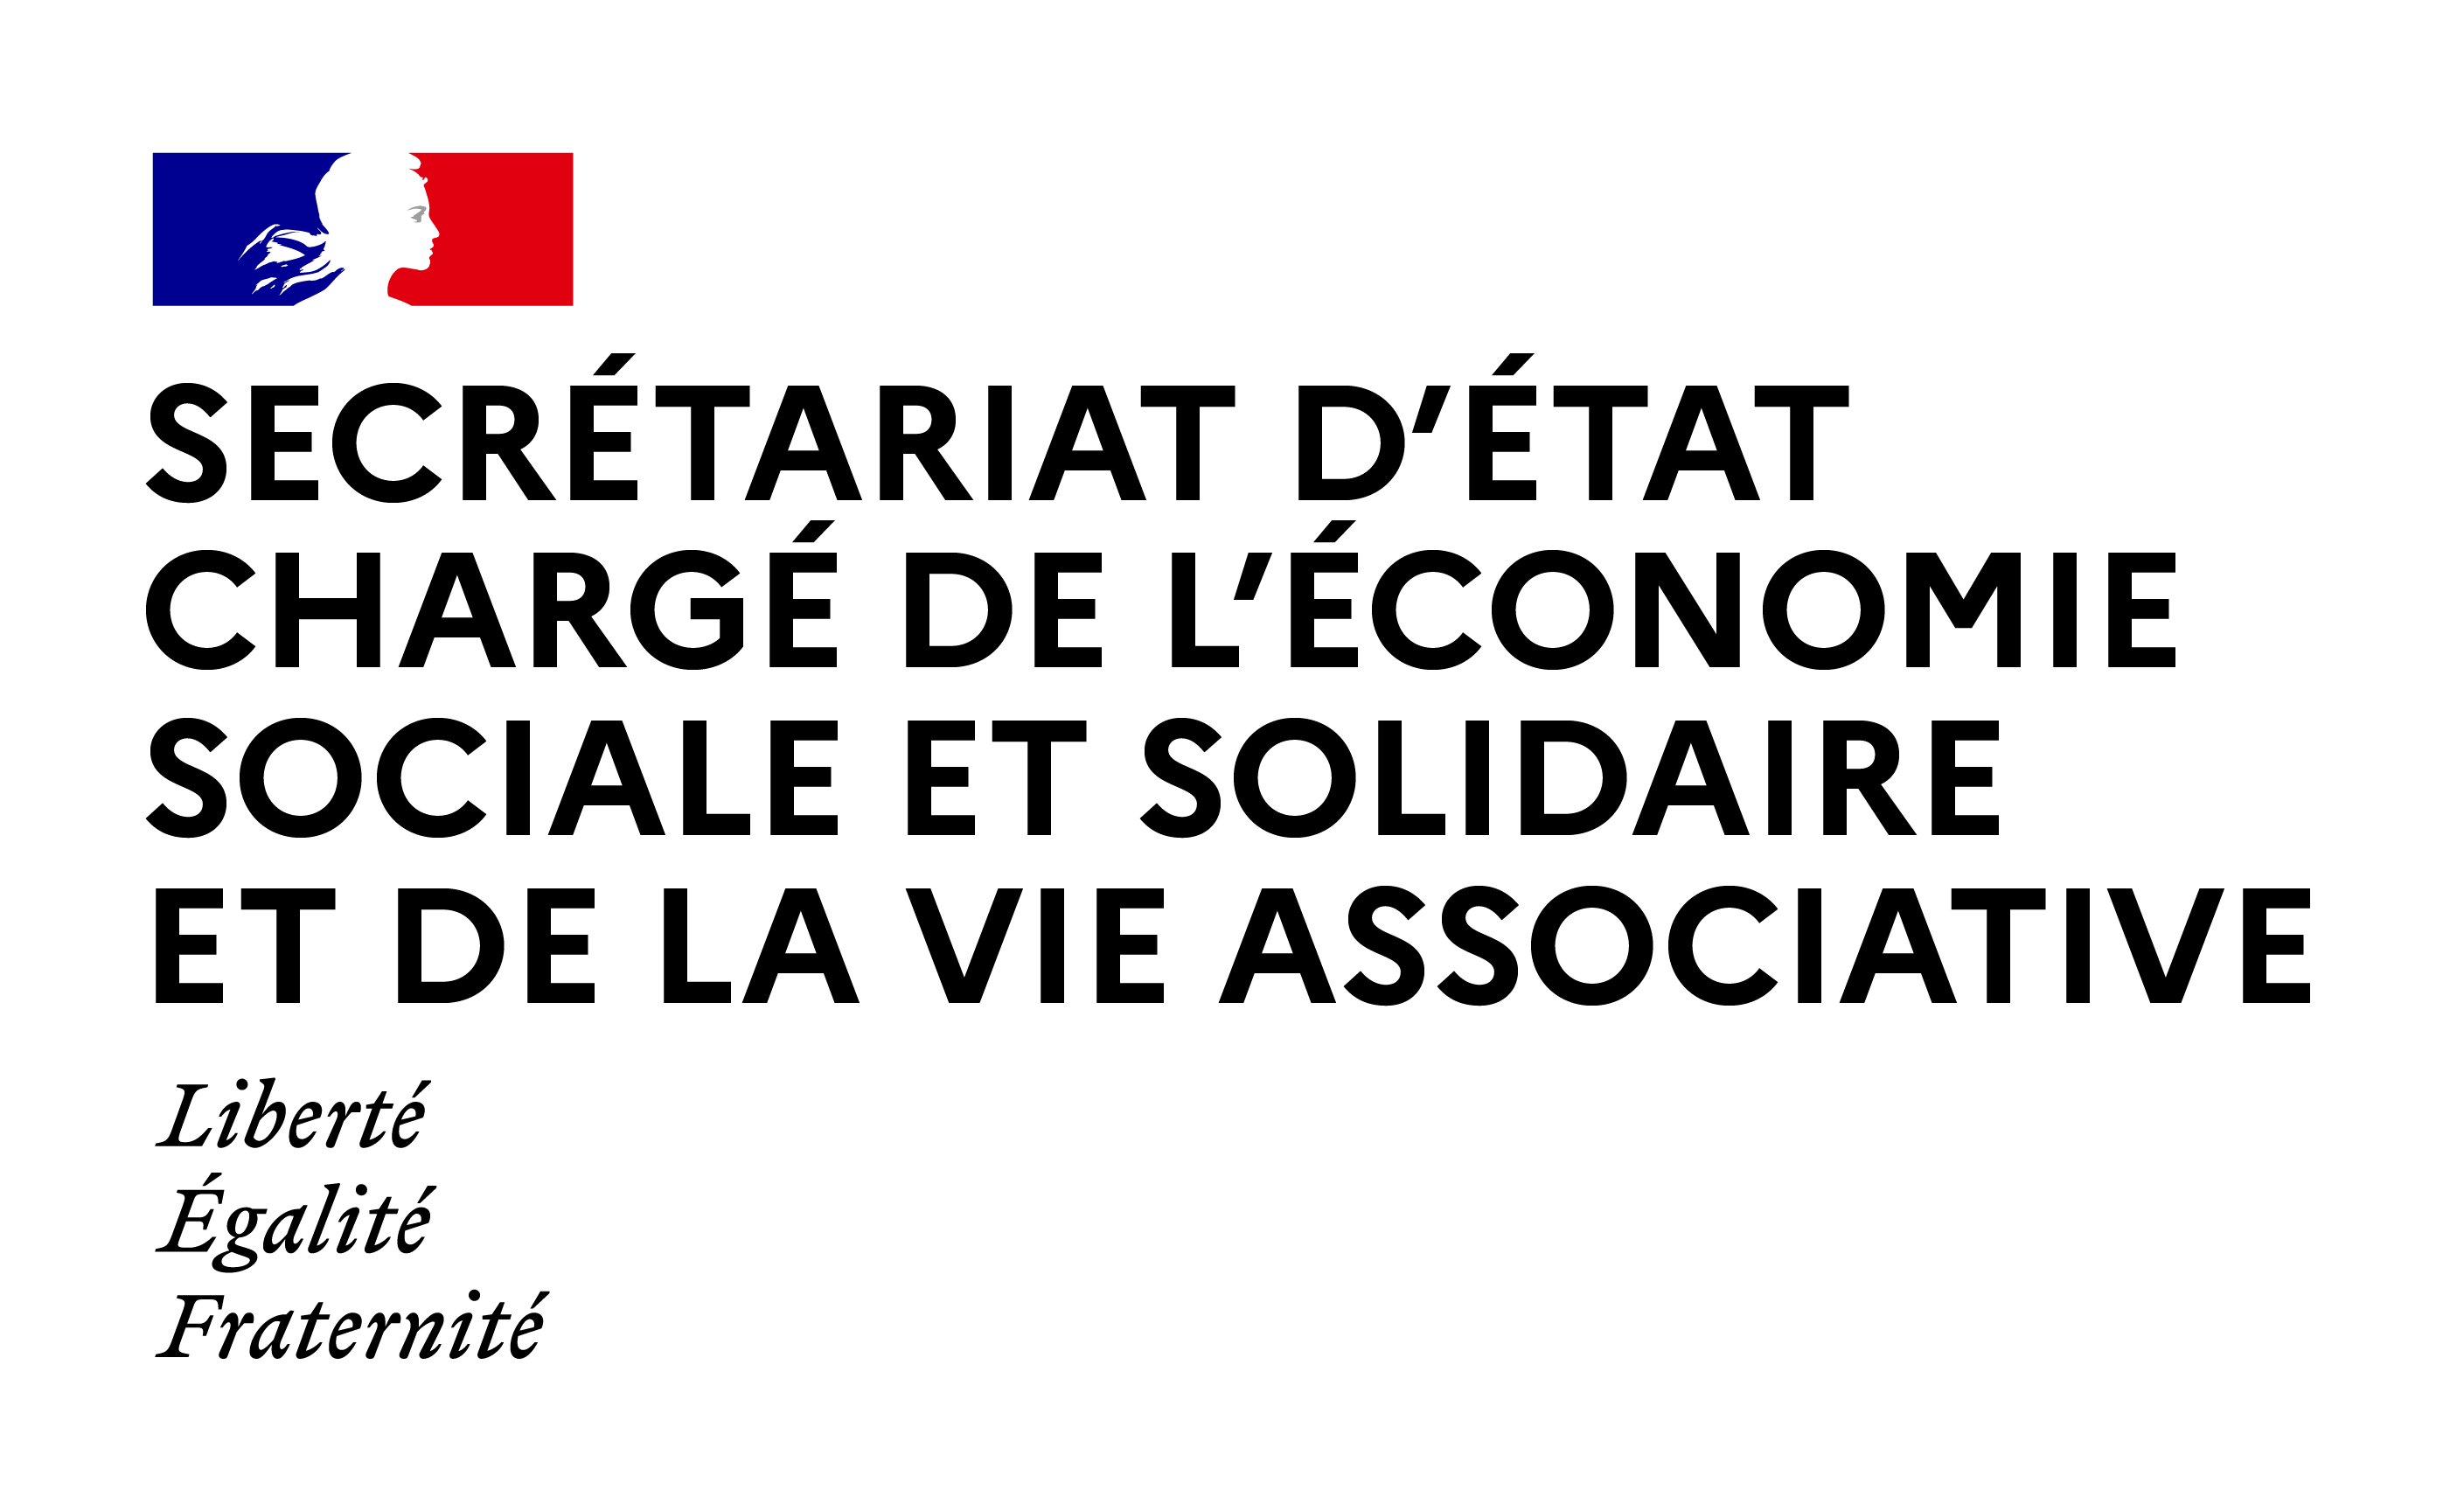 SECRÉTARIAT D’ÉTAT
CHARGÉ DE L’ÉCONOMIE
SOCIALE ET SOLIDAIRE
ET DE LA VIE ASSOCIATIVE
Liberté
Égalité
Fraternité